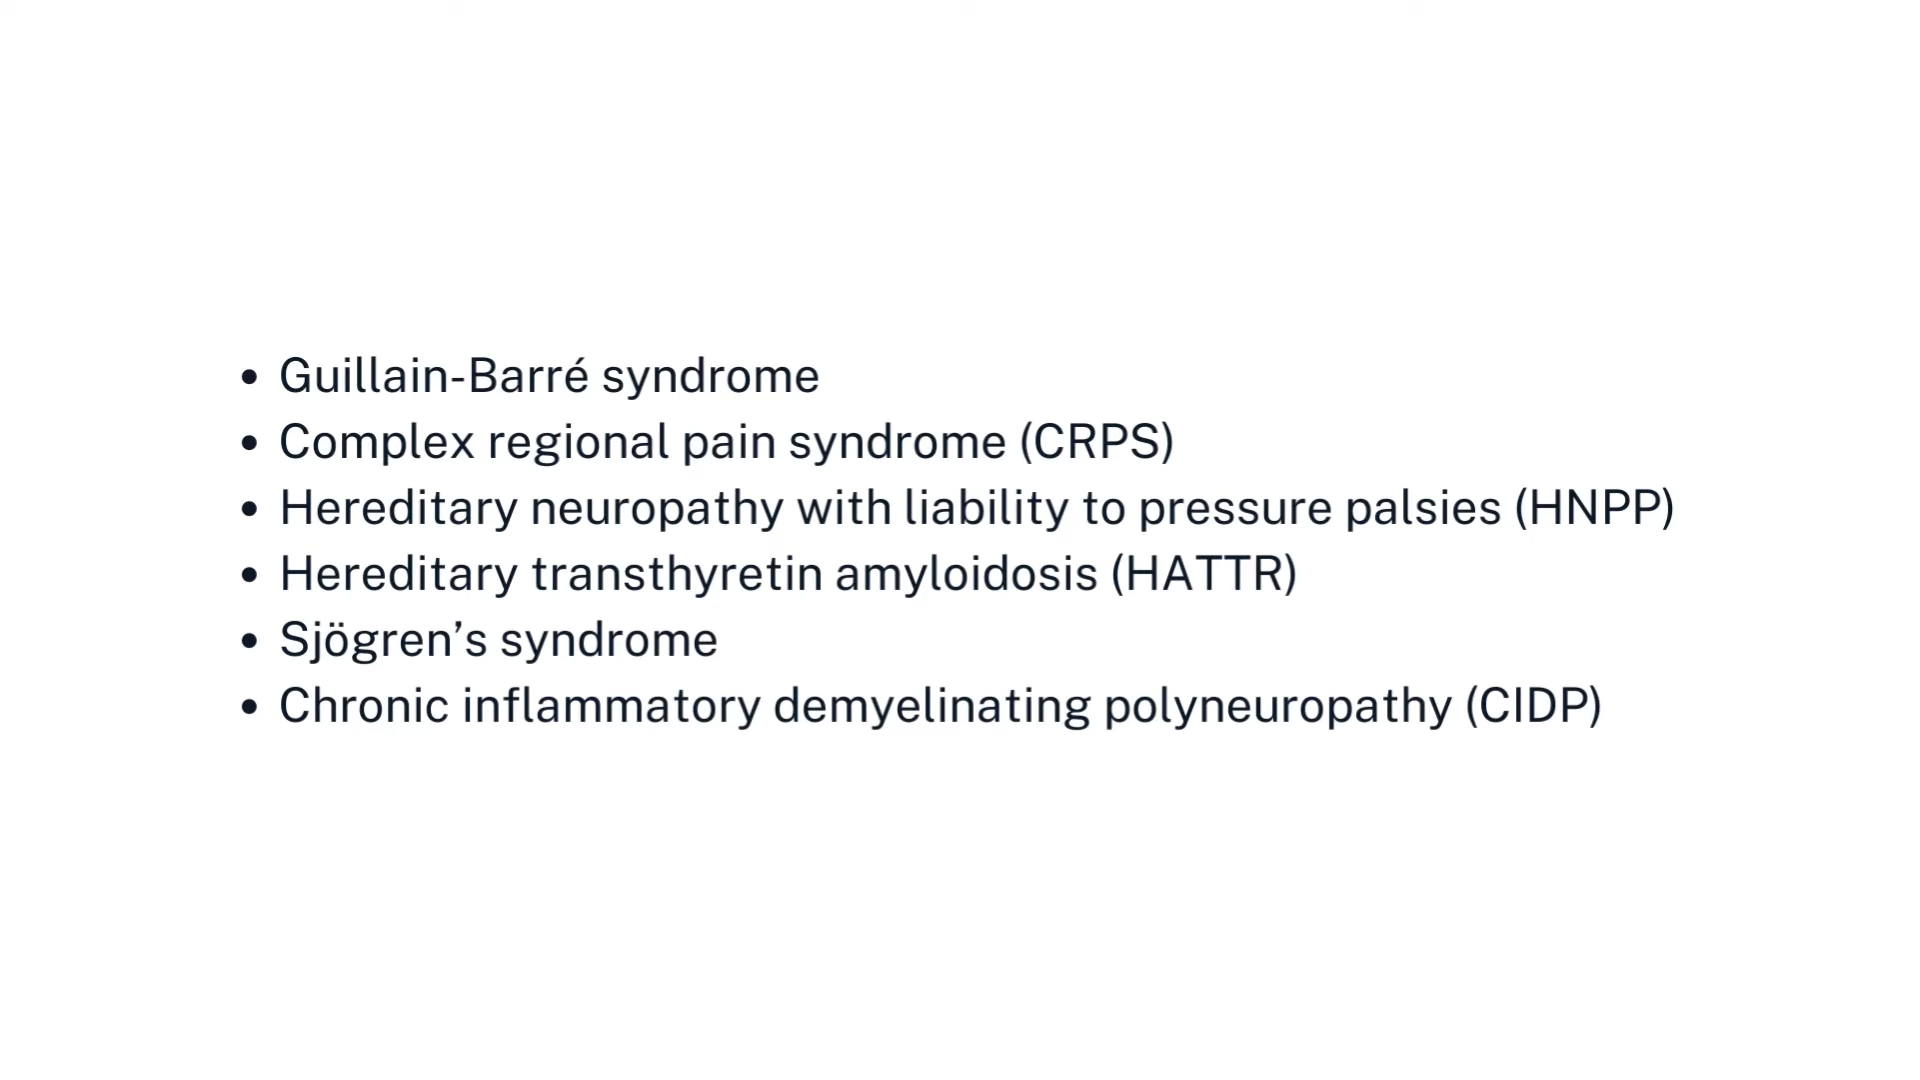 • Guillain-Barré syndrome
• Complex regional pain syndrome (CRPS)
• Hereditary neuropathy with liability to pressure palsies (HNPP)
• Hereditary transthyretin amyloidosis (HATTR)
• Sjögren’s syndrome
• Chronic inflammatory demyelinating polyneuropathy (CIDP)